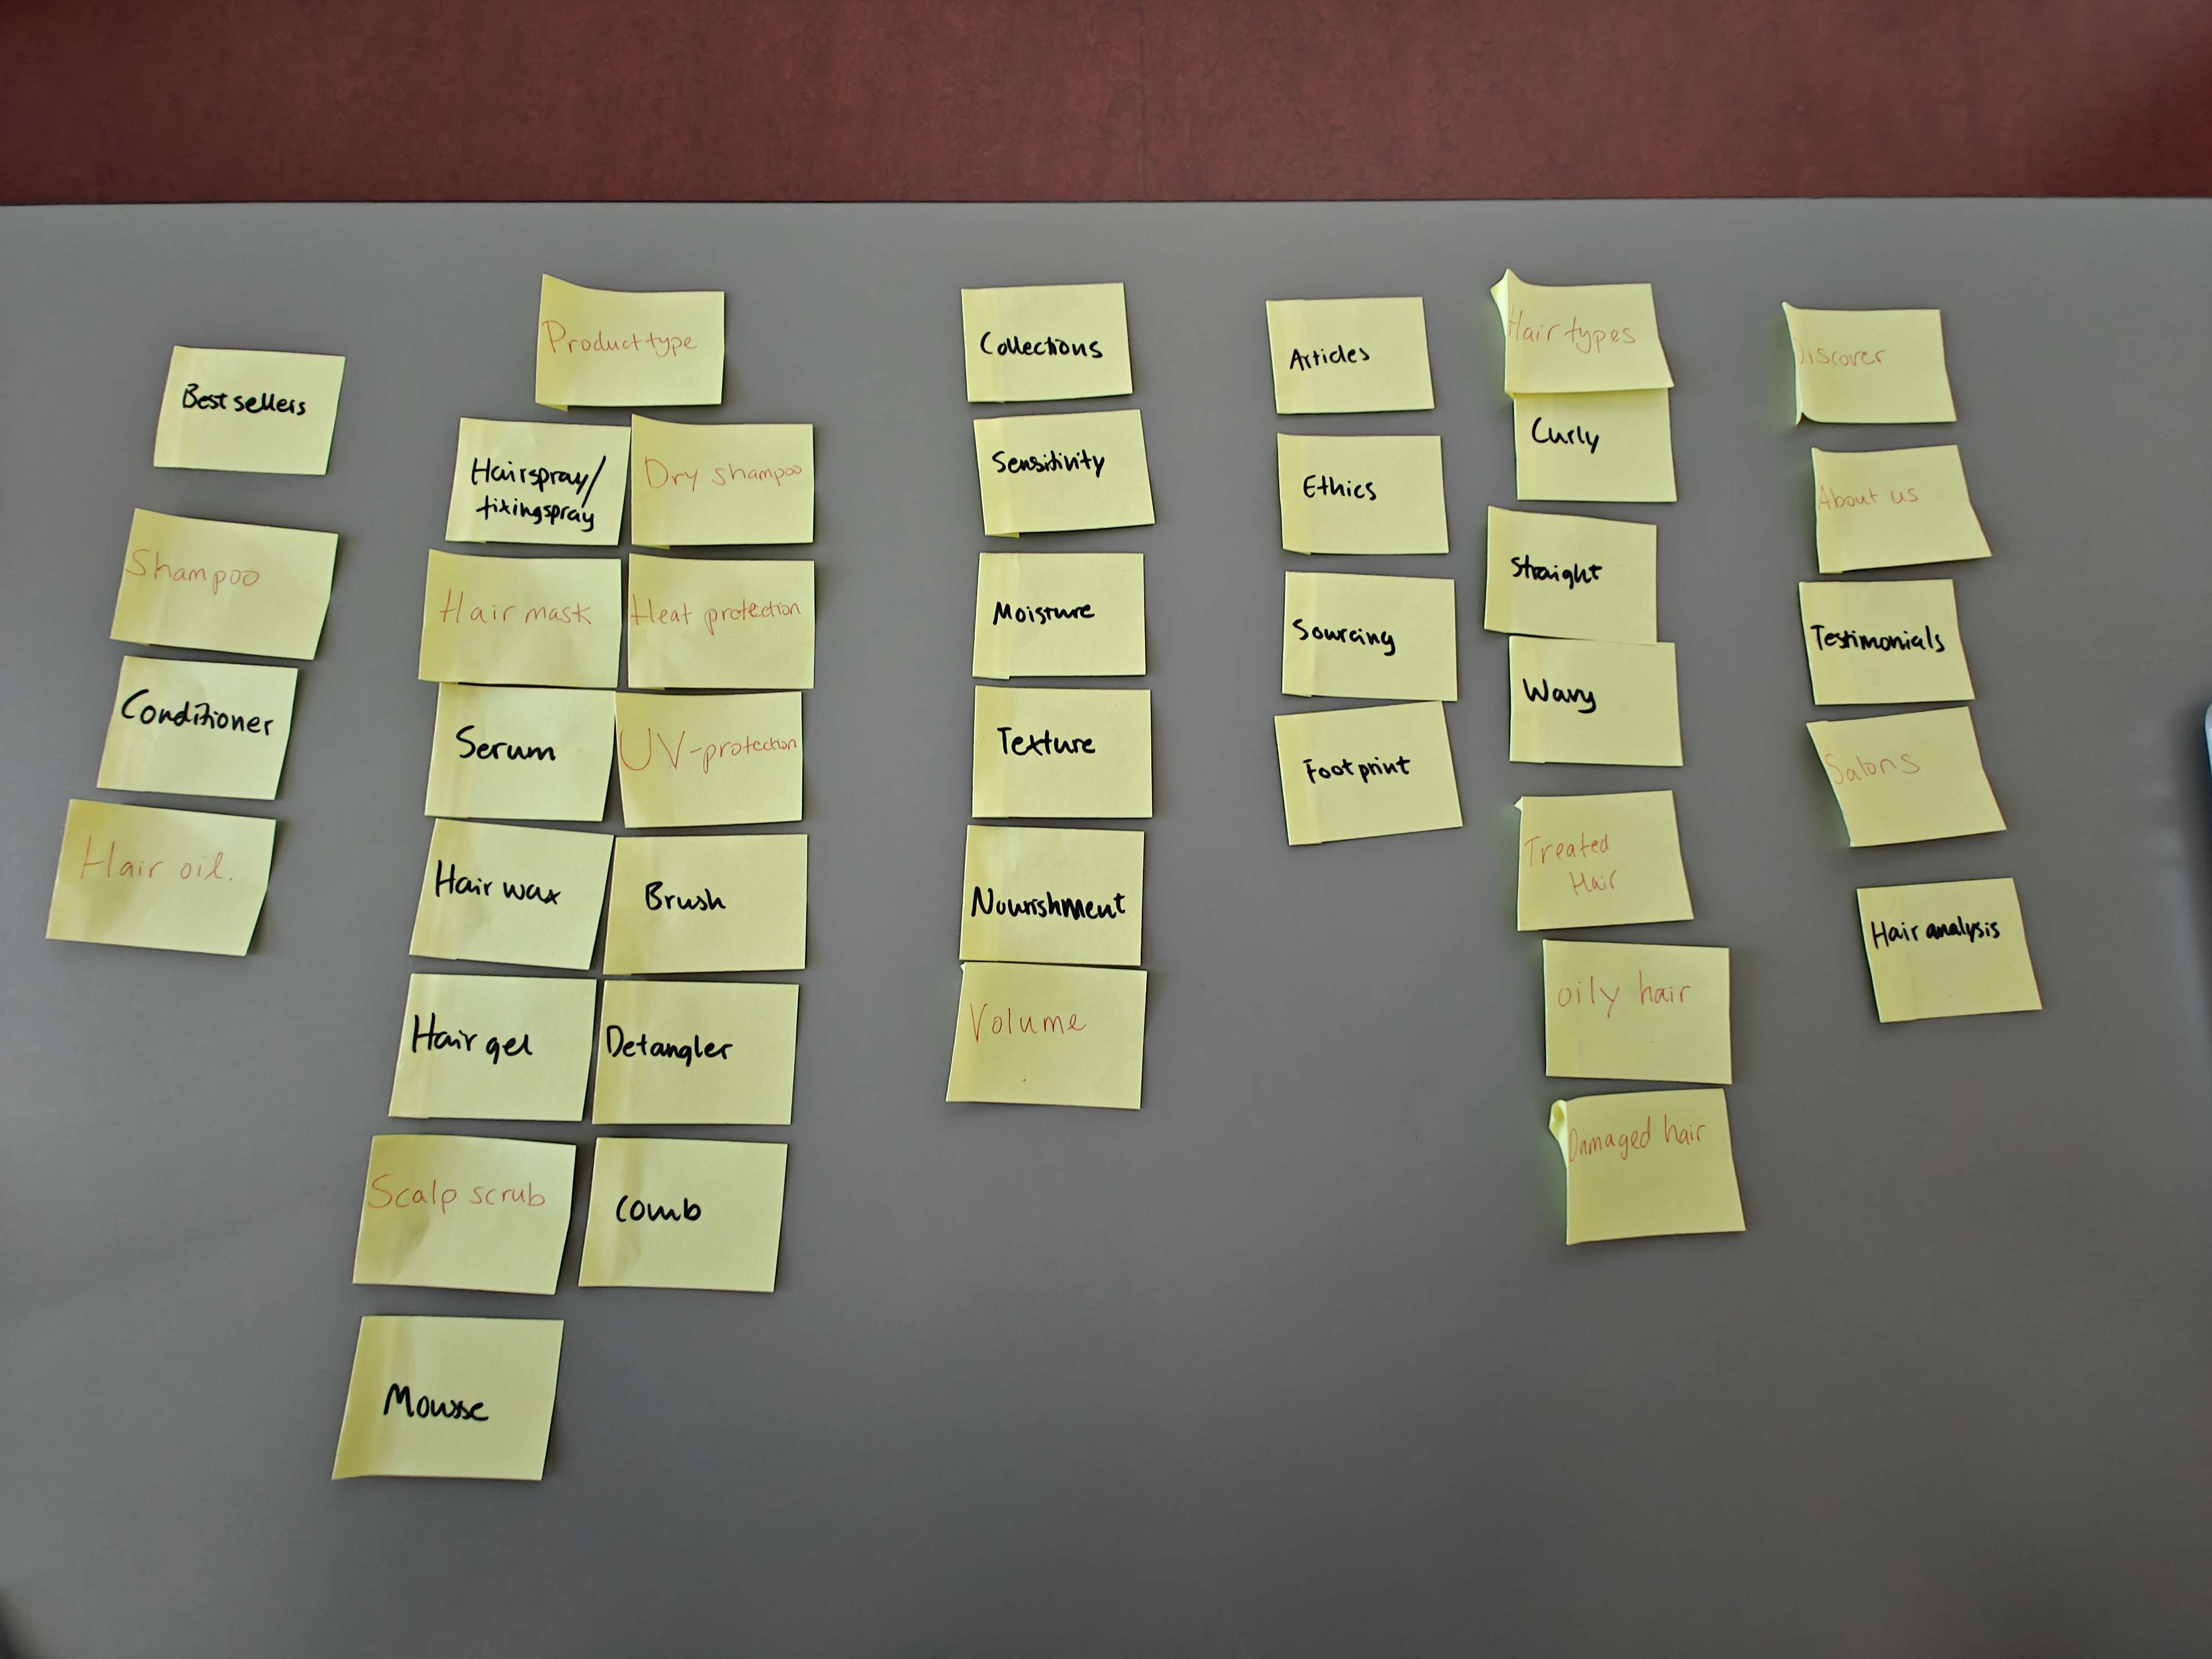 Best sellers
Shampoo
Conditioner
Hair oil.
Product type
Hairspray/
fixingspray
Dry shampoo
Hair mask
Heat protection
Serum
UV-protection
Hair wax
Brush
Hair gel
Detangler
Scalp scrub
Comb
Mousse
Collections
Sensitivity
Moisture
Texture
Nourishment
Volume
Articles
Ethics
Sourcing
Footprint
Hair types
Curly
Straight
Wavy
Treated
Hair
oily hair
Damaged hair
Discover
About us
Testimonials
Salons
Hair analysis